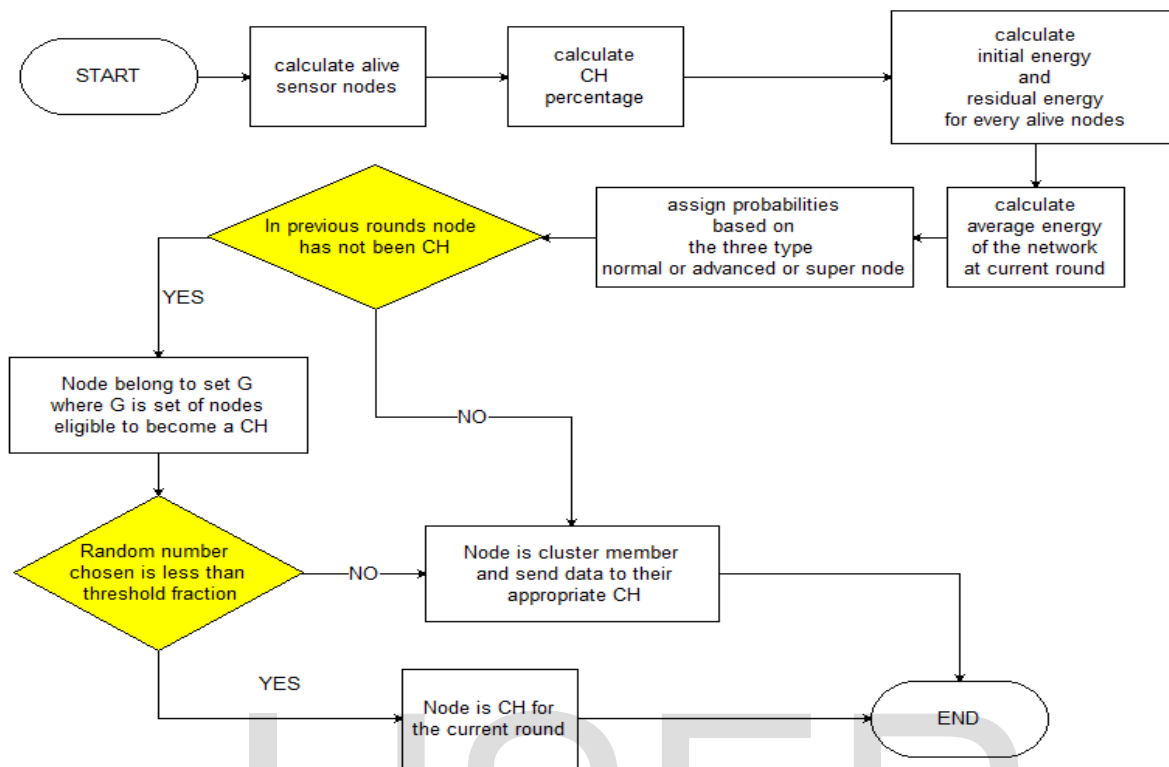 START
calculate alive
sensor nodes
calculate
CH
percentage
calculate
initial energy
and
residual energy
for every alive nodes
calculate
average energy
of the network
at current round
assign probabilities
based on
the three type
normal or advanced or super node
In previous rounds node
has not been CH
YES
Node belong to set G
where G is set of nodes
eligible to become a CH
NO
Random number
chosen is less than
threshold fraction
NO
Node is cluster member
and send data to their
appropriate CH
YES
Node is CH for
the current round
END